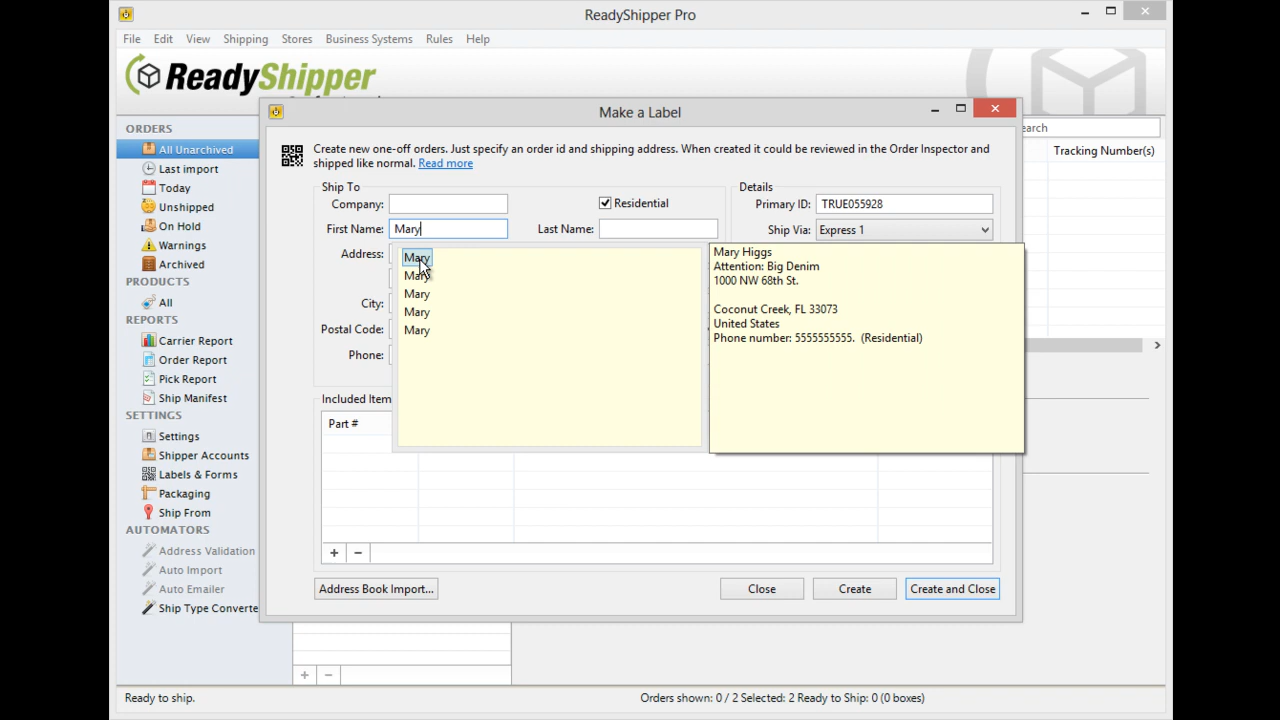 ReadyShipper Pro
File Edit View Shipping Stores Business Systems Rules Help
ReadyShipper
ORDERS
All Unarchived
Last import
Today
Unshipped
On Hold
Warnings
Archived
PRODUCTS
All
REPORTS
Carrier Report
Order Report
Pick Report
Ship Manifest
SETTINGS
Settings
Shipper Accounts
Labels & Forms
Packaging
Ship From
AUTOMATORS
Address Validation
Auto Import
Auto Emailer
Ship Type Converte
earch
Tracking Number(s)
Make a Label
Create new one-off orders. Just specify an order id and shipping address. When created it could be reviewed in the Order Inspector and
shipped like normal. Read more
Ship To
Company:
Residential
First Name: Mary
Last Name:
Address:
City:
Postal Code:
Phone:
Details
Primary ID: TRUE055928
Ship Via: Express 1
Mary
Mary
Mary
Mary
Mary
Mary Higgs
Attention: Big Denim
1000 NW 68th St.
Coconut Creek, FL 33073
United States
Phone number: 5555555555. (Residential)
Included Item
Part #
+ −
Address Book Import...
Close
Create
Create and Close
+ −
Ready to ship.
Orders shown: 0 / 2 Selected: 2 Ready to Ship: 0 (0 boxes)